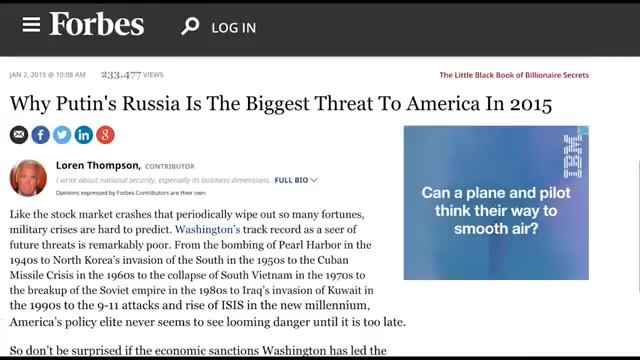 Forbes
LOG IN
JAN 2, 2015 @ 10:08 AM 233,477 VIEWS
The Little Black Book of Billionaire Secrets
Why Putin's Russia Is The Biggest Threat To America In 2015
Loren Thompson, CONTRIBUTOR
I write about national security, especially its business dimensions. FULL BIO
Opinions expressed by Forbes Contributors are their own.
Like the stock market crashes that periodically wipe out so many fortunes,
military crises are hard to predict. Washington's track record as a seer of
future threats is remarkably poor. From the bombing of Pearl Harbor in the
1940s to North Korea's invasion of the South in the 1950s to the Cuban
Missile Crisis in the 1960s to the collapse of South Vietnam in the 1970s to
the breakup of the Soviet empire in the 1980s to Iraq's invasion of Kuwait in
the 1990s to the 9-11 attacks and rise of ISIS in the new millennium,
America's policy elite never seems to see looming danger until it is too late.
So don't be surprised if the economic sanctions Washington has led the
IBM
Can a plane and pilot
think their way to
smooth air?